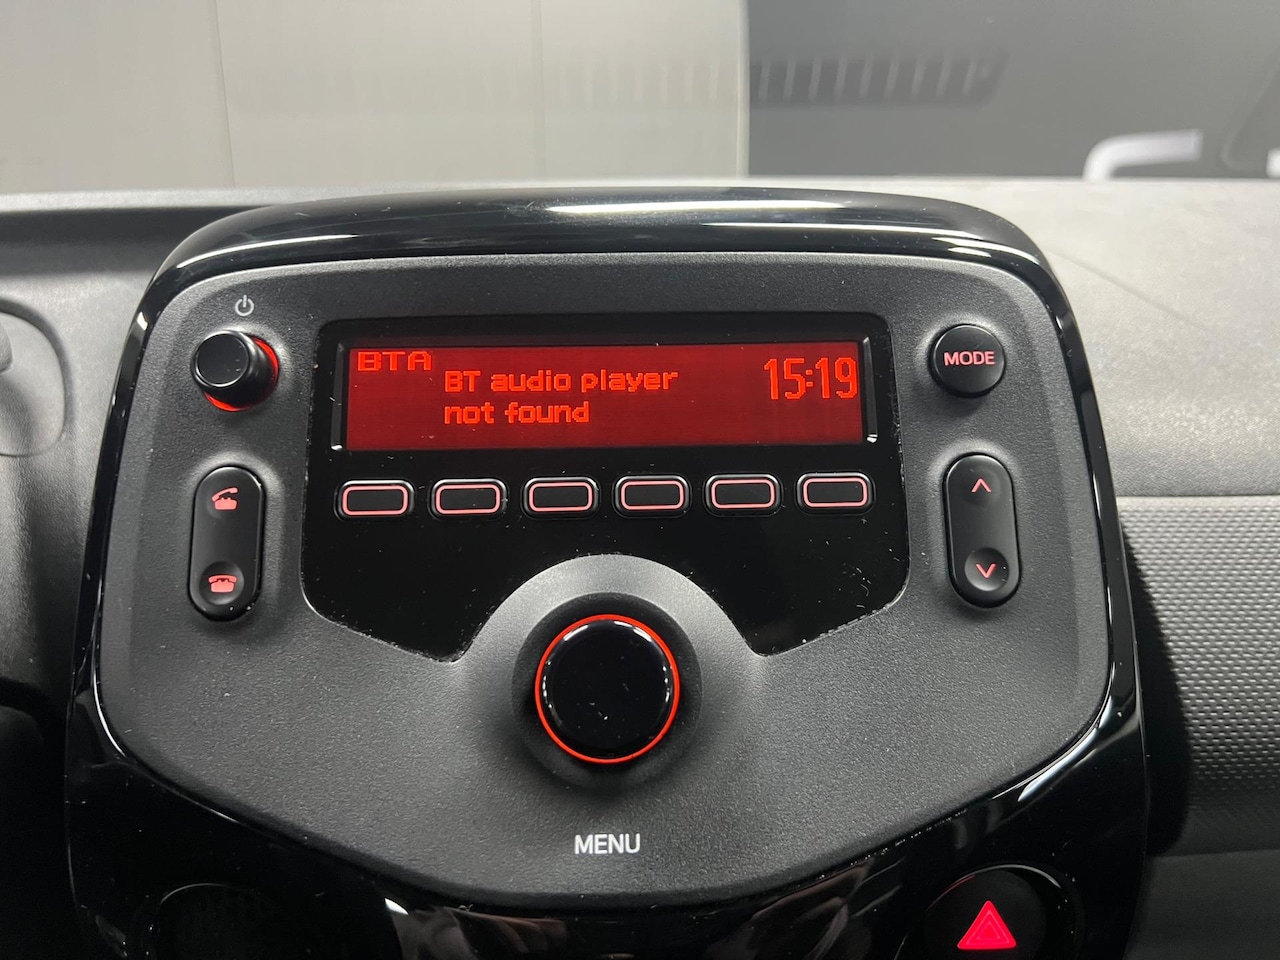 BTA
BT audio player
not found
15:19
MODE
MENU